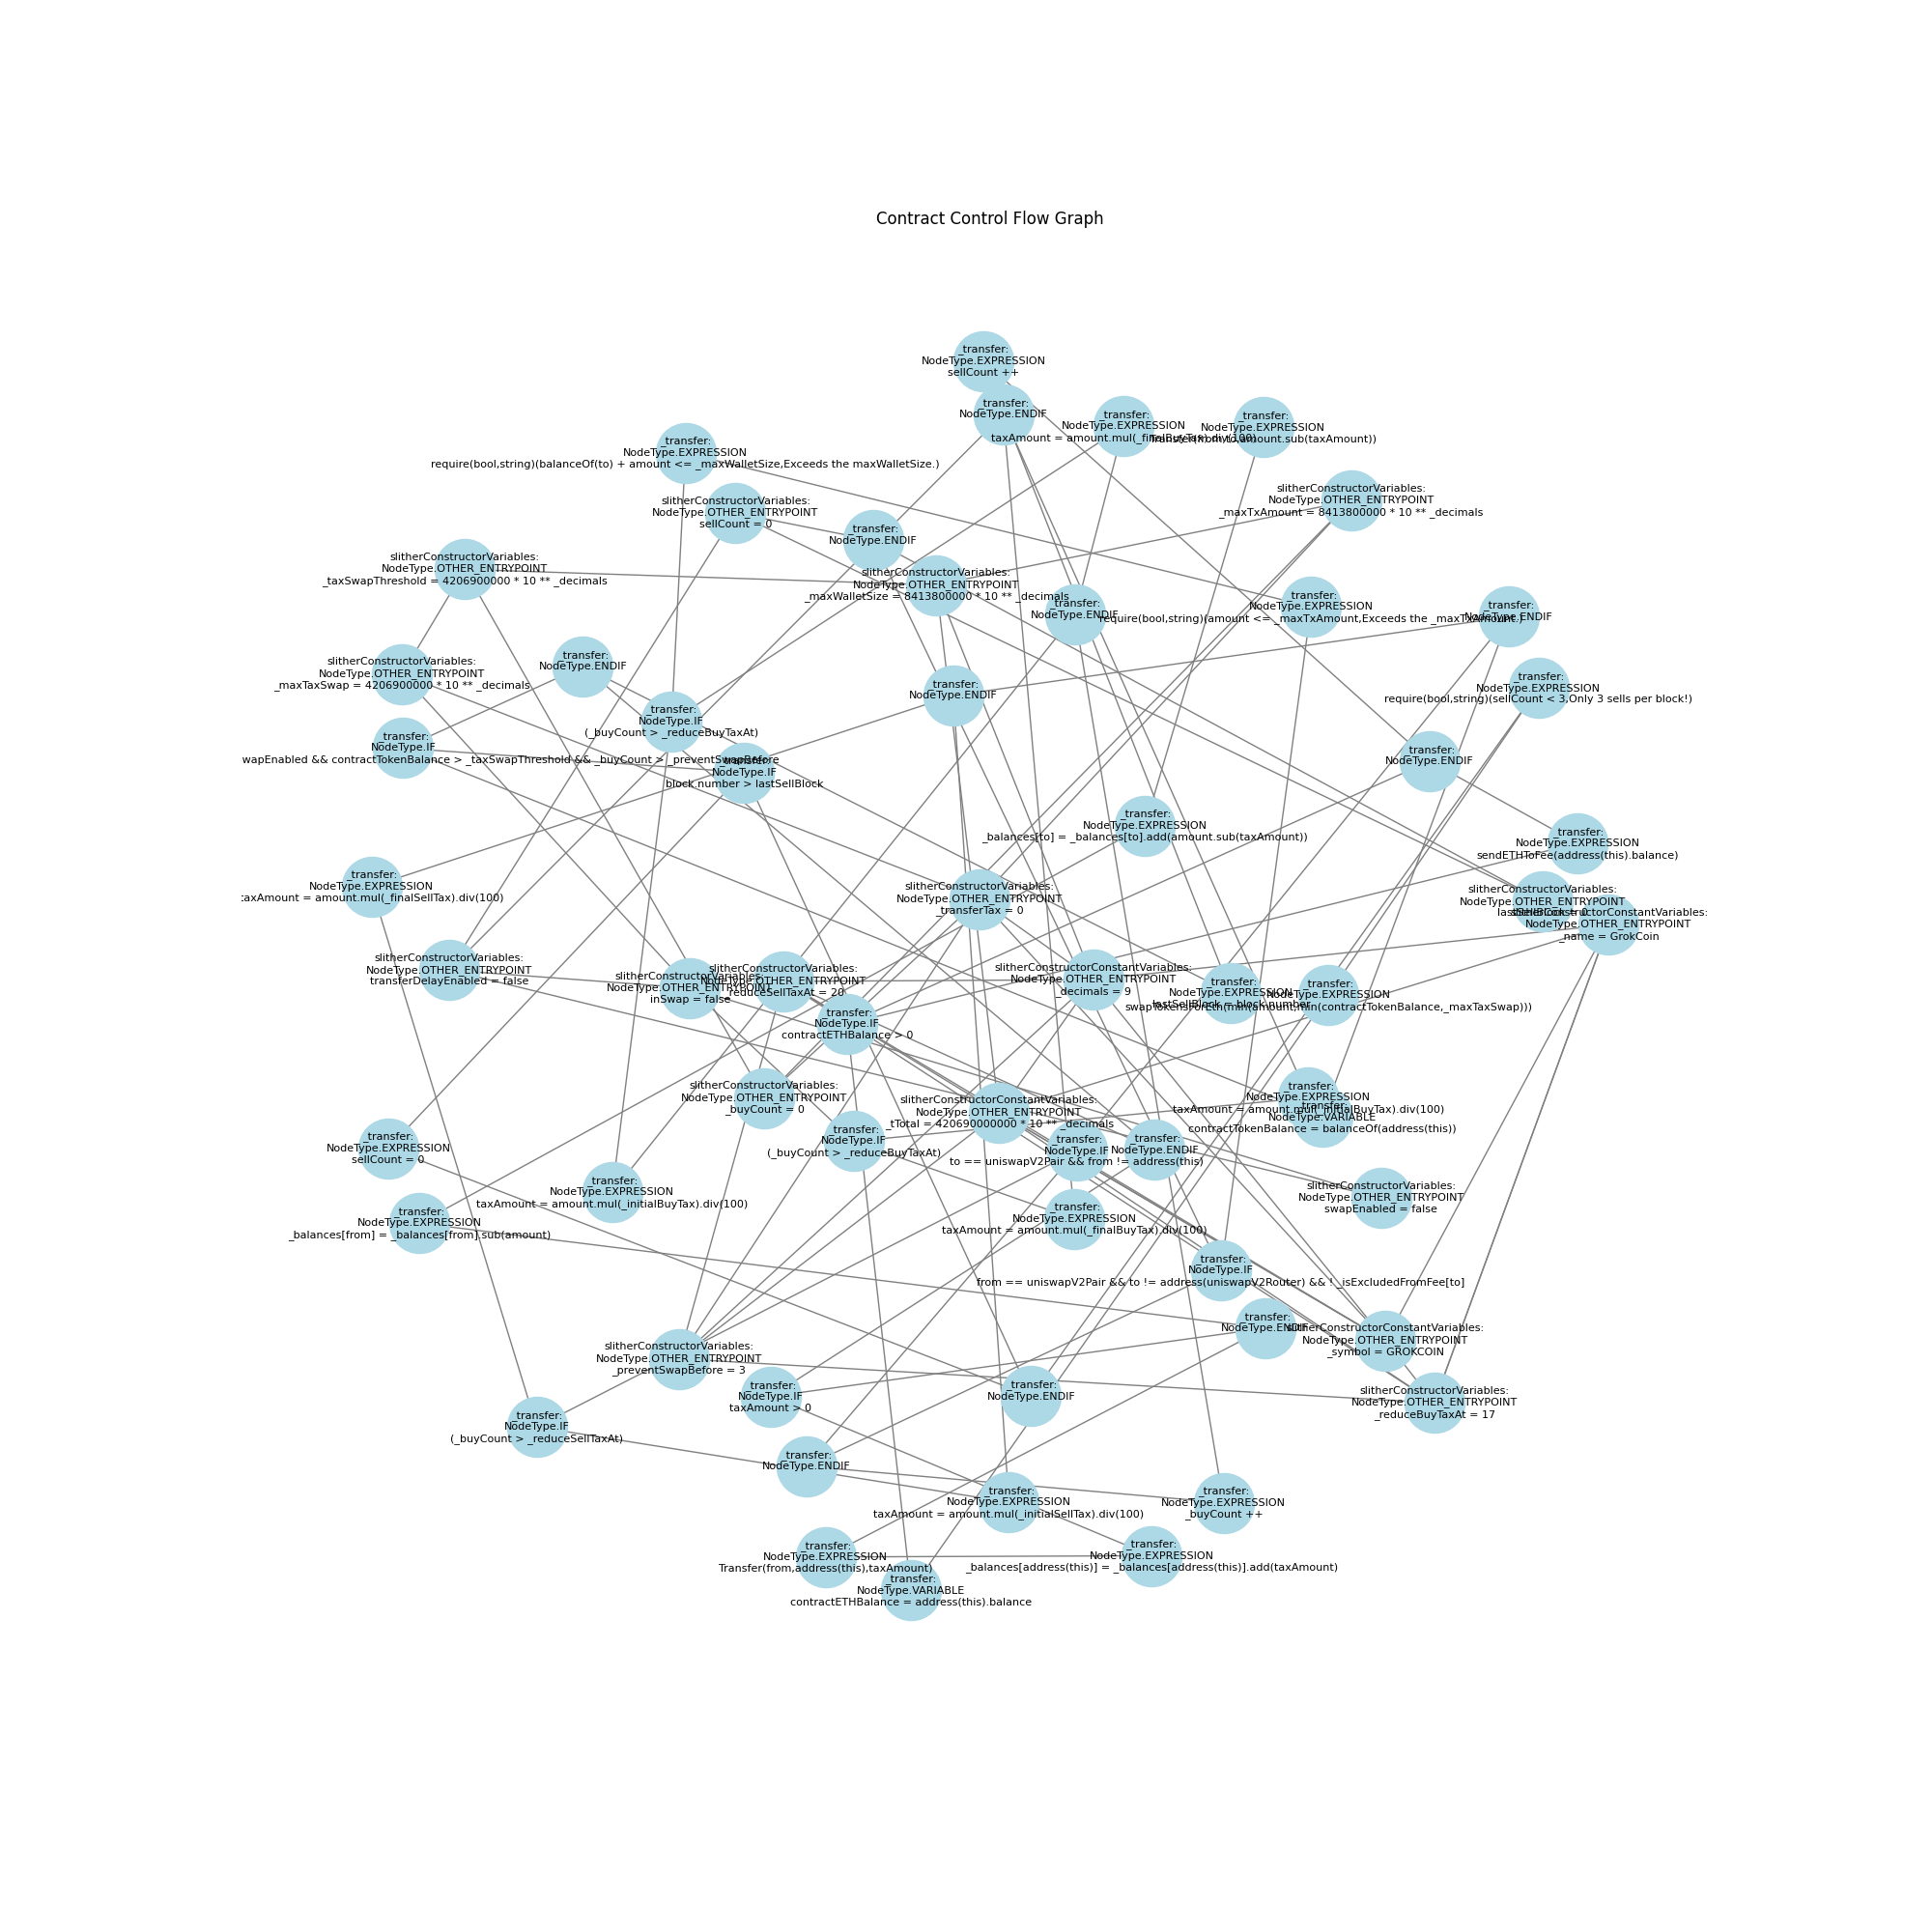 Contract Control Flow Graph
_transfer:
NodeType.EXPRESSION
sellCount ++
_transfer:
NodeType.ENDIF
_transfer:
NodeType.EXPRESSION
taxAmount = amount.mul(_finalBuyTax).div(100)
_transfer:
NodeType.EXPRESSION
Transfer(from,to,amount.sub(taxAmount))
_transfer:
NodeType.EXPRESSION
require(bool,string)(balanceOf(to) + amount <= _maxWalletSize,Exceeds the maxWalletSize.)
slitherConstructorVariables:
NodeType.OTHER_ENTRYPOINT
sellCount = 0
slitherConstructorVariables:
NodeType.OTHER_ENTRYPOINT
_maxTxAmount = 8413800000 * 10 ** _decimals
_transfer:
NodeType.ENDIF
slitherConstructorVariables:
NodeType.OTHER_ENTRYPOINT
_taxSwapThreshold = 4206900000 * 10 ** _decimals
slitherConstructorVariables:
NodeType.OTHER_ENTRYPOINT
_maxWalletSize = 8413800000 * 10 ** _decimals
_transfer:
NodeType.ENDIF
_transfer:
NodeType.EXPRESSION
require(bool,string)(amount <= _maxTxAmount,Exceeds the _maxTxAmount.)
_transfer:
NodeType.ENDIF
slitherConstructorVariables:
NodeType.OTHER_ENTRYPOINT
_maxTaxSwap = 4206900000 * 10 ** _decimals
_transfer:
NodeType.ENDIF
_transfer:
NodeType.ENDIF
_transfer:
NodeType.EXPRESSION
require(bool,string)(sellCount < 3,Only 3 sells per block!)
_transfer:
NodeType.IF
(_buyCount > _reduceBuyTaxAt)
_transfer:
NodeType.IF
wapEnabled && contractTokenBalance > _taxSwapThreshold && _buyCount > _preventSwapBefore
_transfer:
NodeType.IF
block.number > lastSellBlock
_transfer:
NodeType.ENDIF
_transfer:
NodeType.EXPRESSION
_balances[to] = _balances[to].add(amount.sub(taxAmount))
_transfer:
NodeType.EXPRESSION
sendETHToFee(address(this).balance)
_transfer:
NodeType.EXPRESSION
taxAmount = amount.mul(_finalSellTax).div(100)
slitherConstructorVariables:
NodeType.OTHER_ENTRYPOINT
_transferTax = 0
slitherConstructorVariables:
NodeType.OTHER_ENTRYPOINT
lastSellBlock = 0
slitherConstructorConstantVariables:
NodeType.OTHER_ENTRYPOINT
_name = GrokCoin
slitherConstructorVariables:
NodeType.OTHER_ENTRYPOINT
transferDelayEnabled = false
slitherConstructorVariables:
NodeType.OTHER_ENTRYPOINT
inSwap = false
slitherConstructorVariables:
NodeType.OTHER_ENTRYPOINT
_reduceSellTaxAt = 20
slitherConstructorConstantVariables:
NodeType.OTHER_ENTRYPOINT
_decimals = 9
_transfer:
NodeType.EXPRESSION
lastSellBlock = block.number
_transfer:
NodeType.EXPRESSION
swapTokensForEth(min(amount,min(contractTokenBalance,_maxTaxSwap)))
_transfer:
NodeType.IF
contractETHBalance > 0
slitherConstructorVariables:
NodeType.OTHER_ENTRYPOINT
_buyCount = 0
slitherConstructorConstantVariables:
NodeType.OTHER_ENTRYPOINT
_tTotal = 420690000000 * 10 ** _decimals
_transfer:
NodeType.EXPRESSION
taxAmount = amount.mul(_initialBuyTax).div(100)
_transfer:
NodeType.VARIABLE
contractTokenBalance = balanceOf(address(this))
_transfer:
NodeType.IF
(_buyCount > _reduceBuyTaxAt)
_transfer:
NodeType.IF
to == uniswapV2Pair && from != address(this)
_transfer:
NodeType.ENDIF
_transfer:
NodeType.EXPRESSION
sellCount = 0
_transfer:
NodeType.EXPRESSION
taxAmount = amount.mul(_initialBuyTax).div(100)
slitherConstructorVariables:
NodeType.OTHER_ENTRYPOINT
swapEnabled = false
_transfer:
NodeType.EXPRESSION
_balances[from] = _balances[from].sub(amount)
_transfer:
NodeType.EXPRESSION
taxAmount = amount.mul(_finalBuyTax).div(100)
_transfer:
NodeType.IF
from == uniswapV2Pair && to != address(uniswapV2Router) && ! _isExcludedFromFee[to]
_transfer:
NodeType.ENDIF
slitherConstructorConstantVariables:
NodeType.OTHER_ENTRYPOINT
_symbol = GROKCOIN
slitherConstructorVariables:
NodeType.OTHER_ENTRYPOINT
_preventSwapBefore = 3
_transfer:
NodeType.IF
taxAmount > 0
_transfer:
NodeType.ENDIF
slitherConstructorVariables:
NodeType.OTHER_ENTRYPOINT
_reduceBuyTaxAt = 17
_transfer:
NodeType.IF
(_buyCount > _reduceSellTaxAt)
_transfer:
NodeType.ENDIF
_transfer:
NodeType.EXPRESSION
taxAmount = amount.mul(_initialSellTax).div(100)
_transfer:
NodeType.EXPRESSION
_buyCount ++
_transfer:
NodeType.EXPRESSION
Transfer(from,address(this),taxAmount)
_transfer:
NodeType.EXPRESSION
_balances[address(this)] = _balances[address(this)].add(taxAmount)
_transfer:
NodeType.VARIABLE
contractETHBalance = address(this).balance